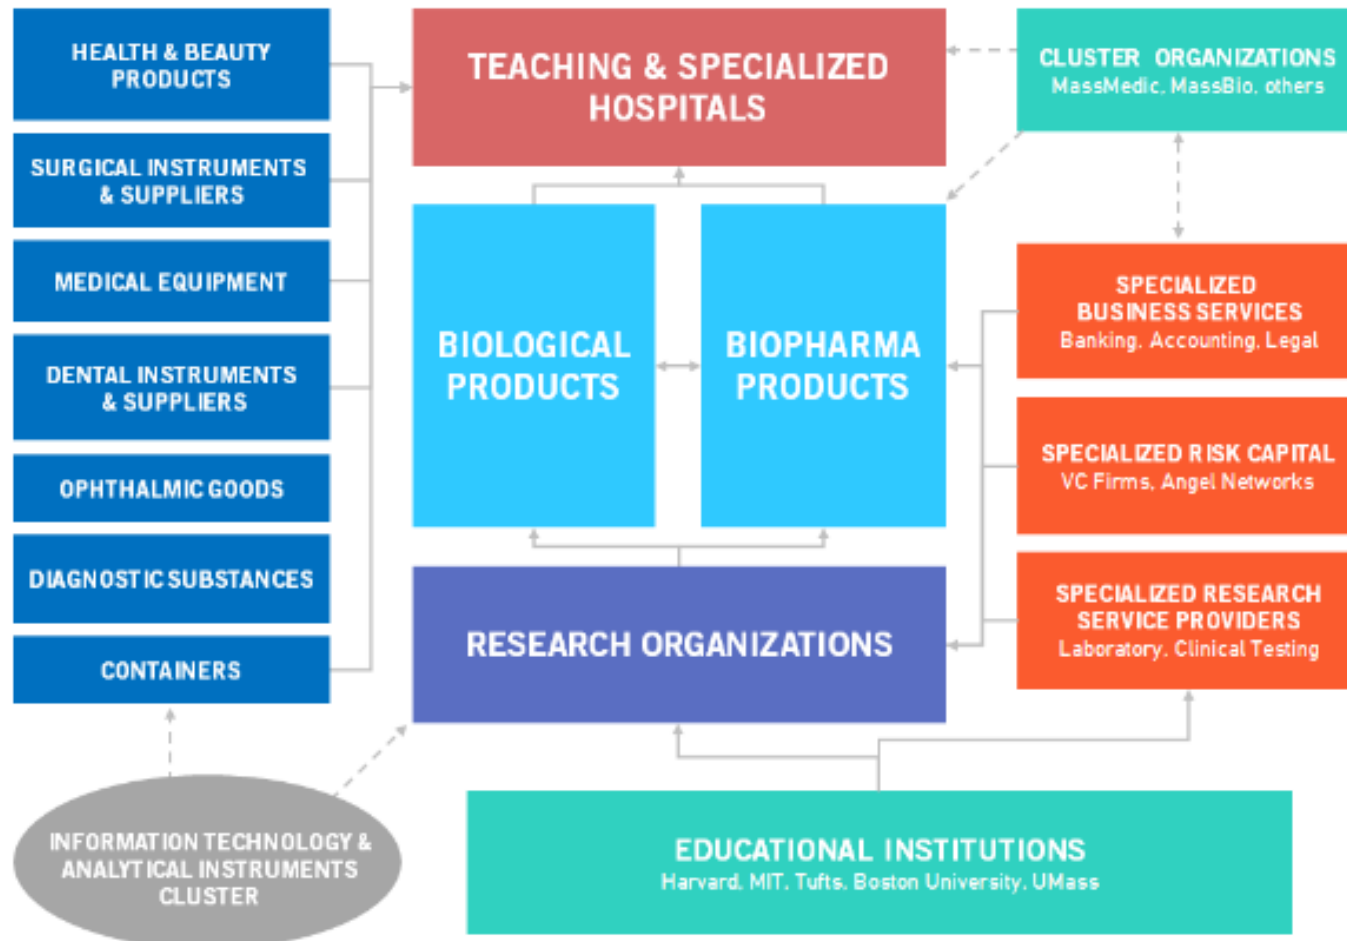 HEALTH & BEAUTY
PRODUCTS
SURGICAL INSTRUMENTS
& SUPPLIERS
MEDICAL EQUIPMENT
DENTAL INSTRUMENTS
& SUPPLIERS
OPHTHALMIC GOODS
DIAGNOSTIC SUBSTANCES
CONTAINERS
INFORMATION TECHNOLOGY &
ANALYTICAL INSTRUMENTS
CLUSTER
TEACHING & SPECIALIZED
HOSPITALS
BIOLOGICAL
PRODUCTS
BIOPHARMA
PRODUCTS
RESEARCH ORGANIZATIONS
EDUCATIONAL INSTITUTIONS
Harvard, MIT, Tufts, Boston University, UMass
CLUSTER ORGANIZATIONS
MassMedic, MassBio, others
SPECIALIZED
BUSINESS SERVICES
Banking, Accounting, Legal
SPECIALIZED RISK CAPITAL
VC Firms, Angel Networks
SPECIALIZED RESEARCH
SERVICE PROVIDERS
Laboratory, Clinical Testing